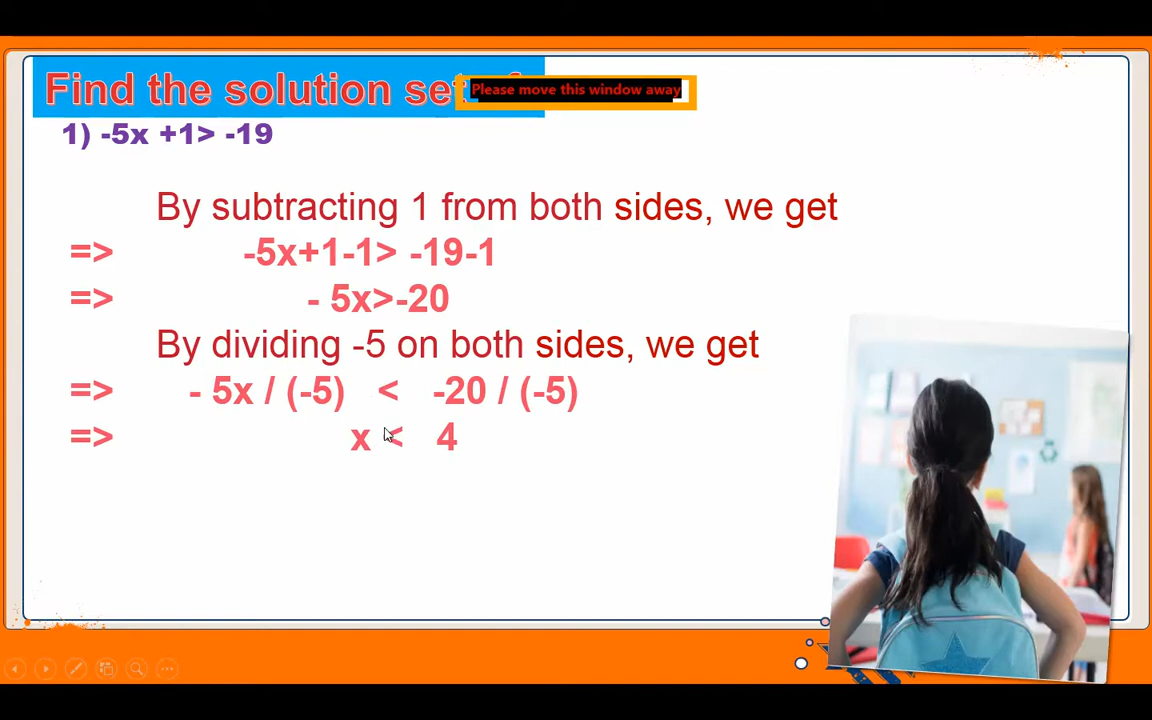 Find the solution set
Please move this window away
1) -5x +1> -19
By subtracting 1 from both sides, we get
=> -5x+1-1> -19-1
=> - 5x>-20
By dividing -5 on both sides, we get
=> - 5x / (-5) < -20 / (-5)
=> x < 4